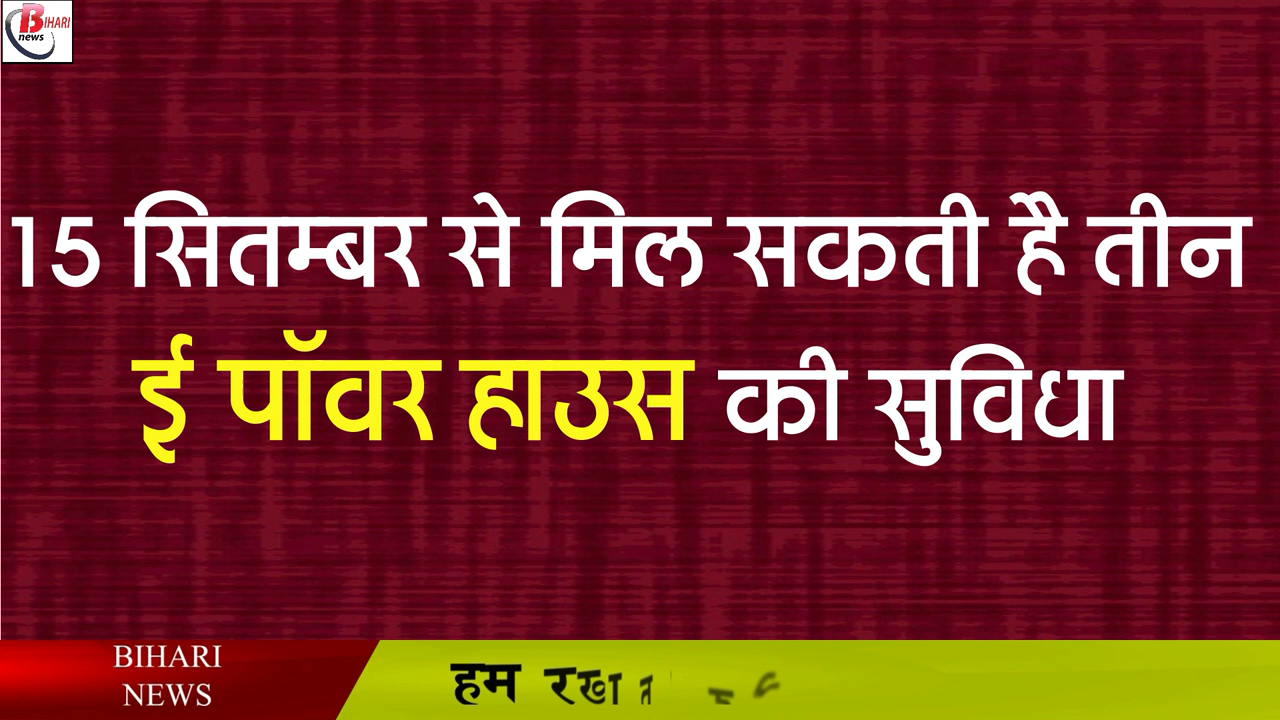 BIHARI
news
15 सितम्बर से मिल सकती है तीन
ई पॉवर हाउस की सुविधा
BIHARI
NEWS
हम